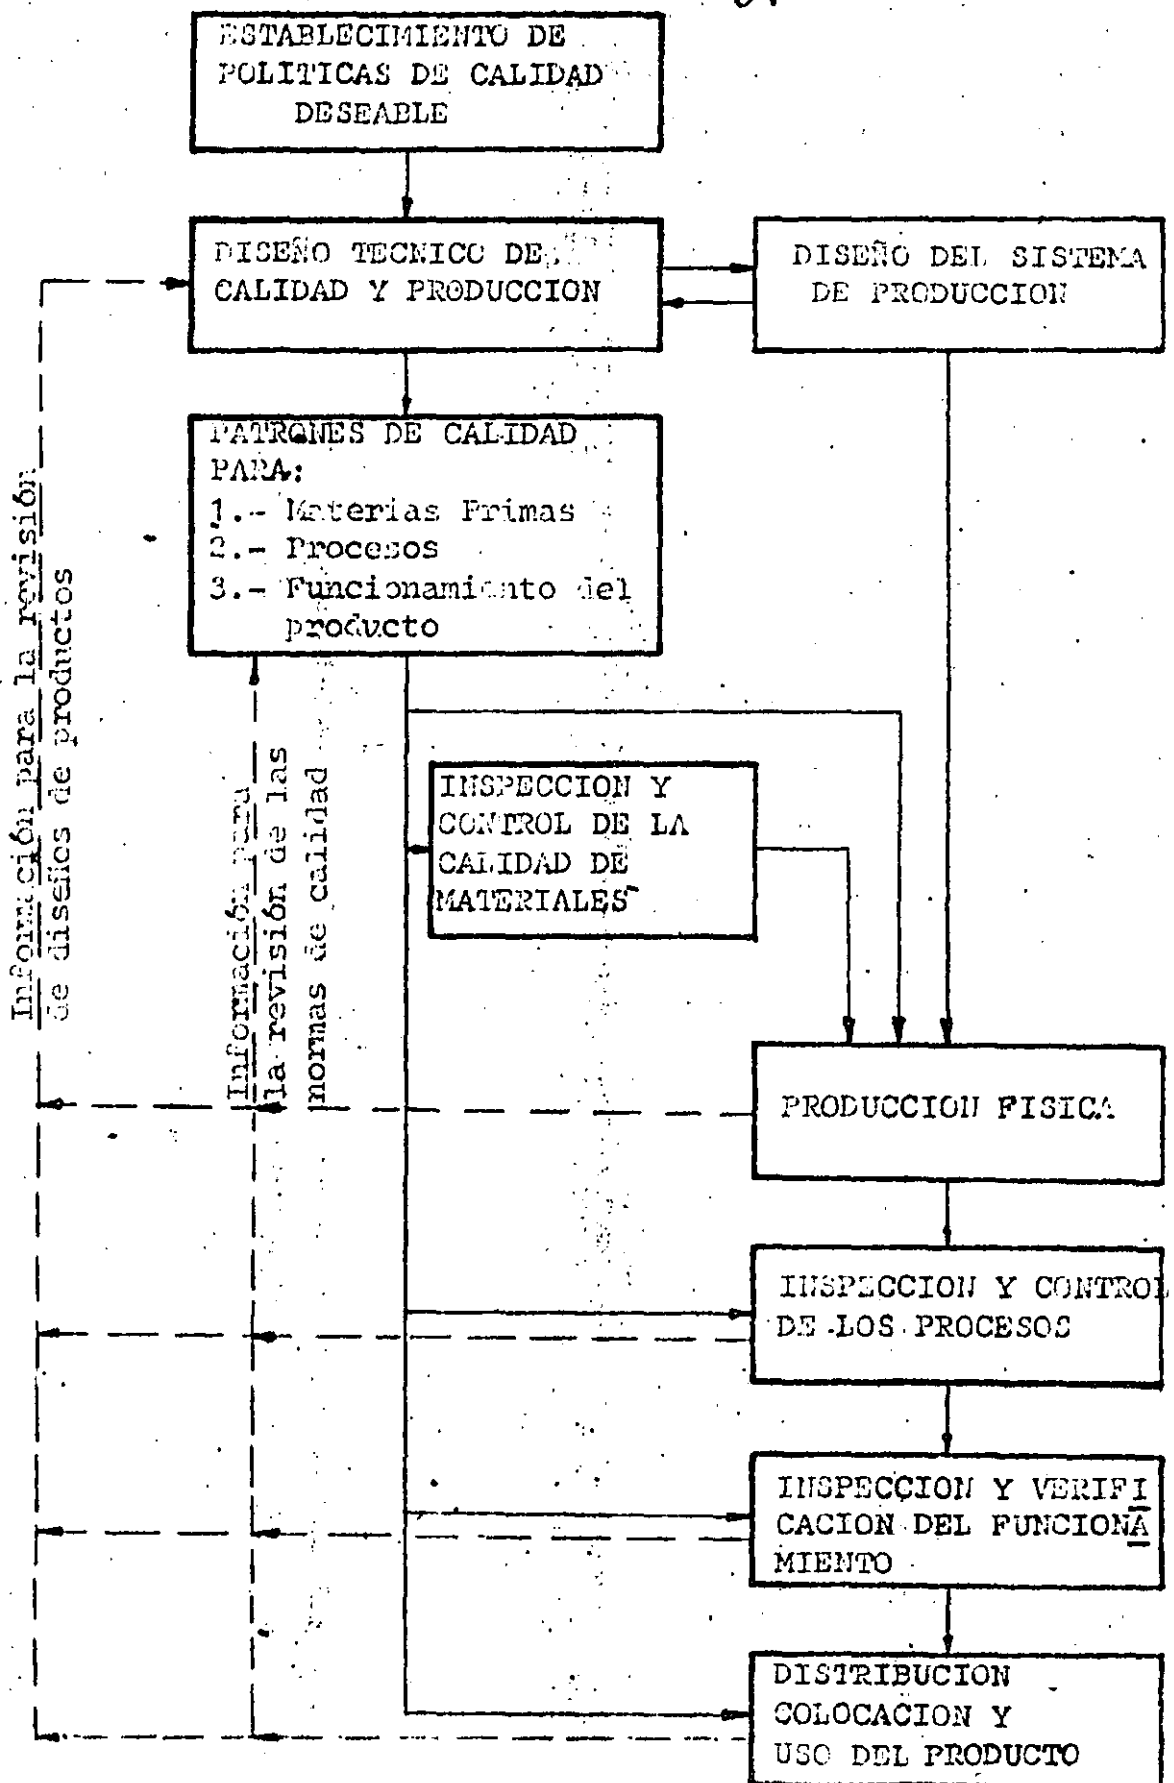 ESTABLECIMIENTO DE
POLITICAS DE CALIDAD
DESEABLE
DISEÑO TECNICO DE
CALIDAD Y PRODUCCION
DISEÑO DEL SISTEMA
DE PRODUCCION
PATRONES DE CALIDAD
PARA:
1.- Materias Primas
2.- Procesos
3.- Funcionamiento del
producto
Información para la revisión
de diseños de productos
Información para
la revisión de las
normas de calidad
INSPECCION Y
CONTROL DE LA
CALIDAD DE
MATERIALES
PRODUCCION FISICA
INSPECCION Y CONTROL
DE LOS PROCESOS
INSPECCION Y VERIFI
CACION DEL FUNCIONA
MIENTO
DISTRIBUCION
COLOCACION Y
USO DEL PRODUCTO